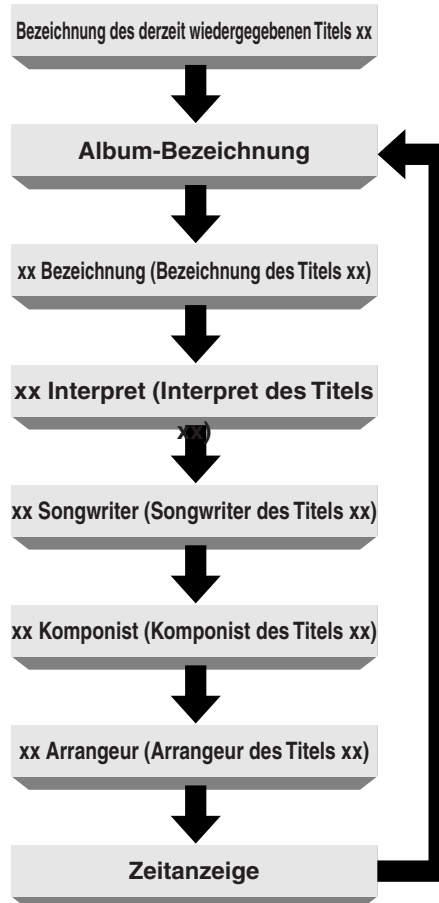 Bezeichnung des derzeit wiedergegebenen Titels xx
Album-Bezeichnung
xx Bezeichnung (Bezeichnung des Titels xx)
xx Interpret (Interpret des Titels
xx)
xx Songwriter (Songwriter des Titels xx)
xx Komponist (Komponist des Titels xx)
xx Arrangeur (Arrangeur des Titels xx)
Zeitanzeige